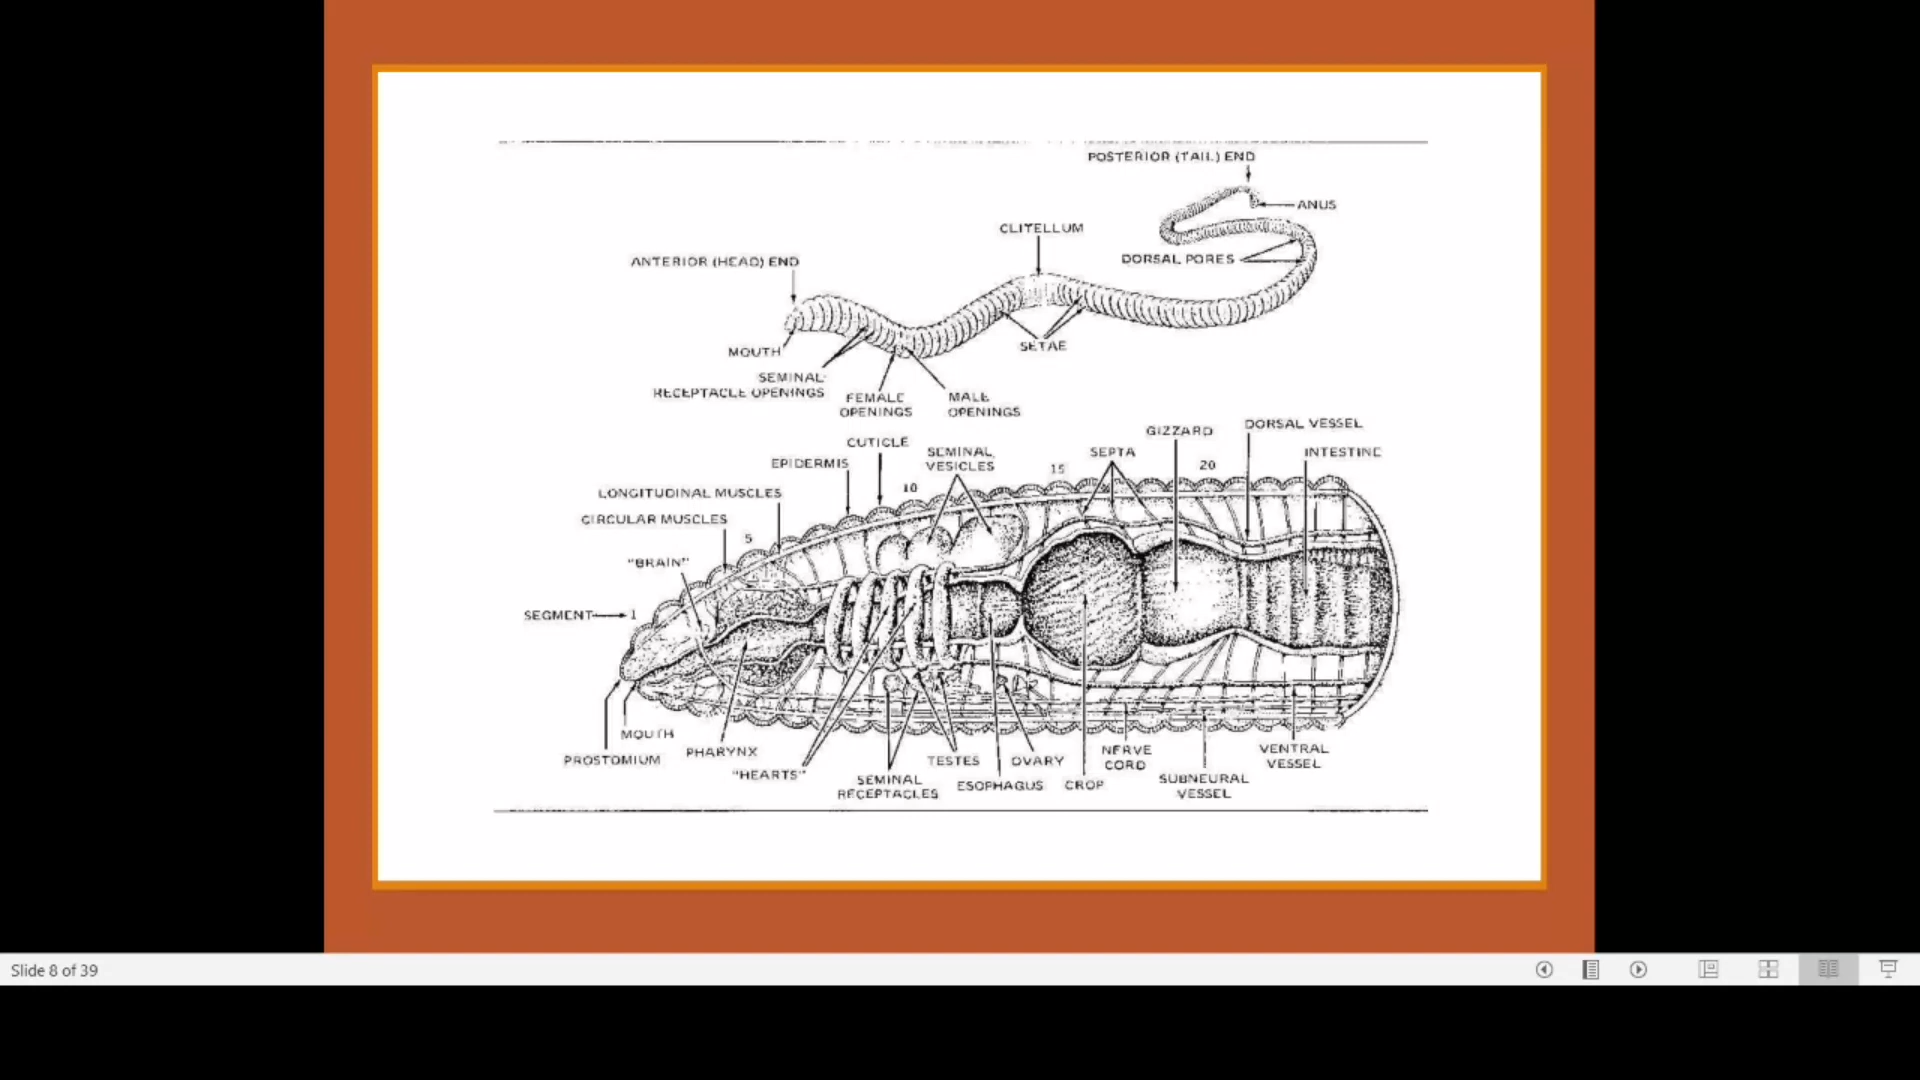 POSTERIOR (TAIL) END
ANUS
CLITELLUM
DORSAL PORES
ANTERIOR (HEAD) END
MOUTH
SETAE
SEMINAL-
RECEPTACLE OPENINGS
FEMALE
OPENINGS
MALE
OPENINGS
CUTICLE
SEMINAL
VESICLES
GIZZARD
DORSAL VESSEL
EPIDERMIS
SEPTA
INTESTINE
15
20
LONGITUDINAL MUSCLES
10
CIRCULAR MUSCLES
5
"BRAIN"
SEGMENT
1
MOUTH
PROSTOMIUM
PHARYNX
"HEARTS"
SEMINAL
RECEPTACLES
TESTES
ESOPHAGUS
OVARY
CROP
NERVE
CORD
SUBNEURAL
VESSEL
VENTRAL
VESSEL
Slide 8 of 39